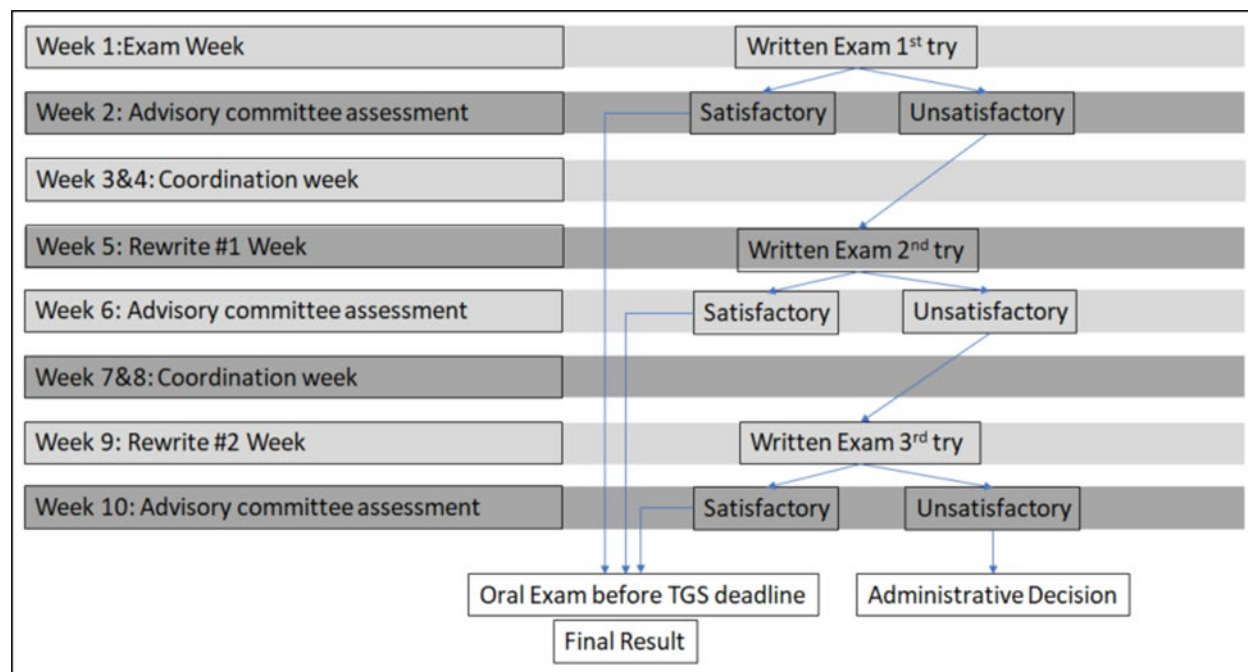 Week 1:Exam Week
Written Exam 1st try
Week 2: Advisory committee assessment
Satisfactory
Unsatisfactory
Week 3&4: Coordination week
Week 5: Rewrite #1 Week
Written Exam 2nd try
Week 6: Advisory committee assessment
Satisfactory
Unsatisfactory
Week 7&8: Coordination week
Week 9: Rewrite #2 Week
Written Exam 3rd try
Week 10: Advisory committee assessment
Satisfactory
Unsatisfactory
Oral Exam before TGS deadline
Administrative Decision
Final Result